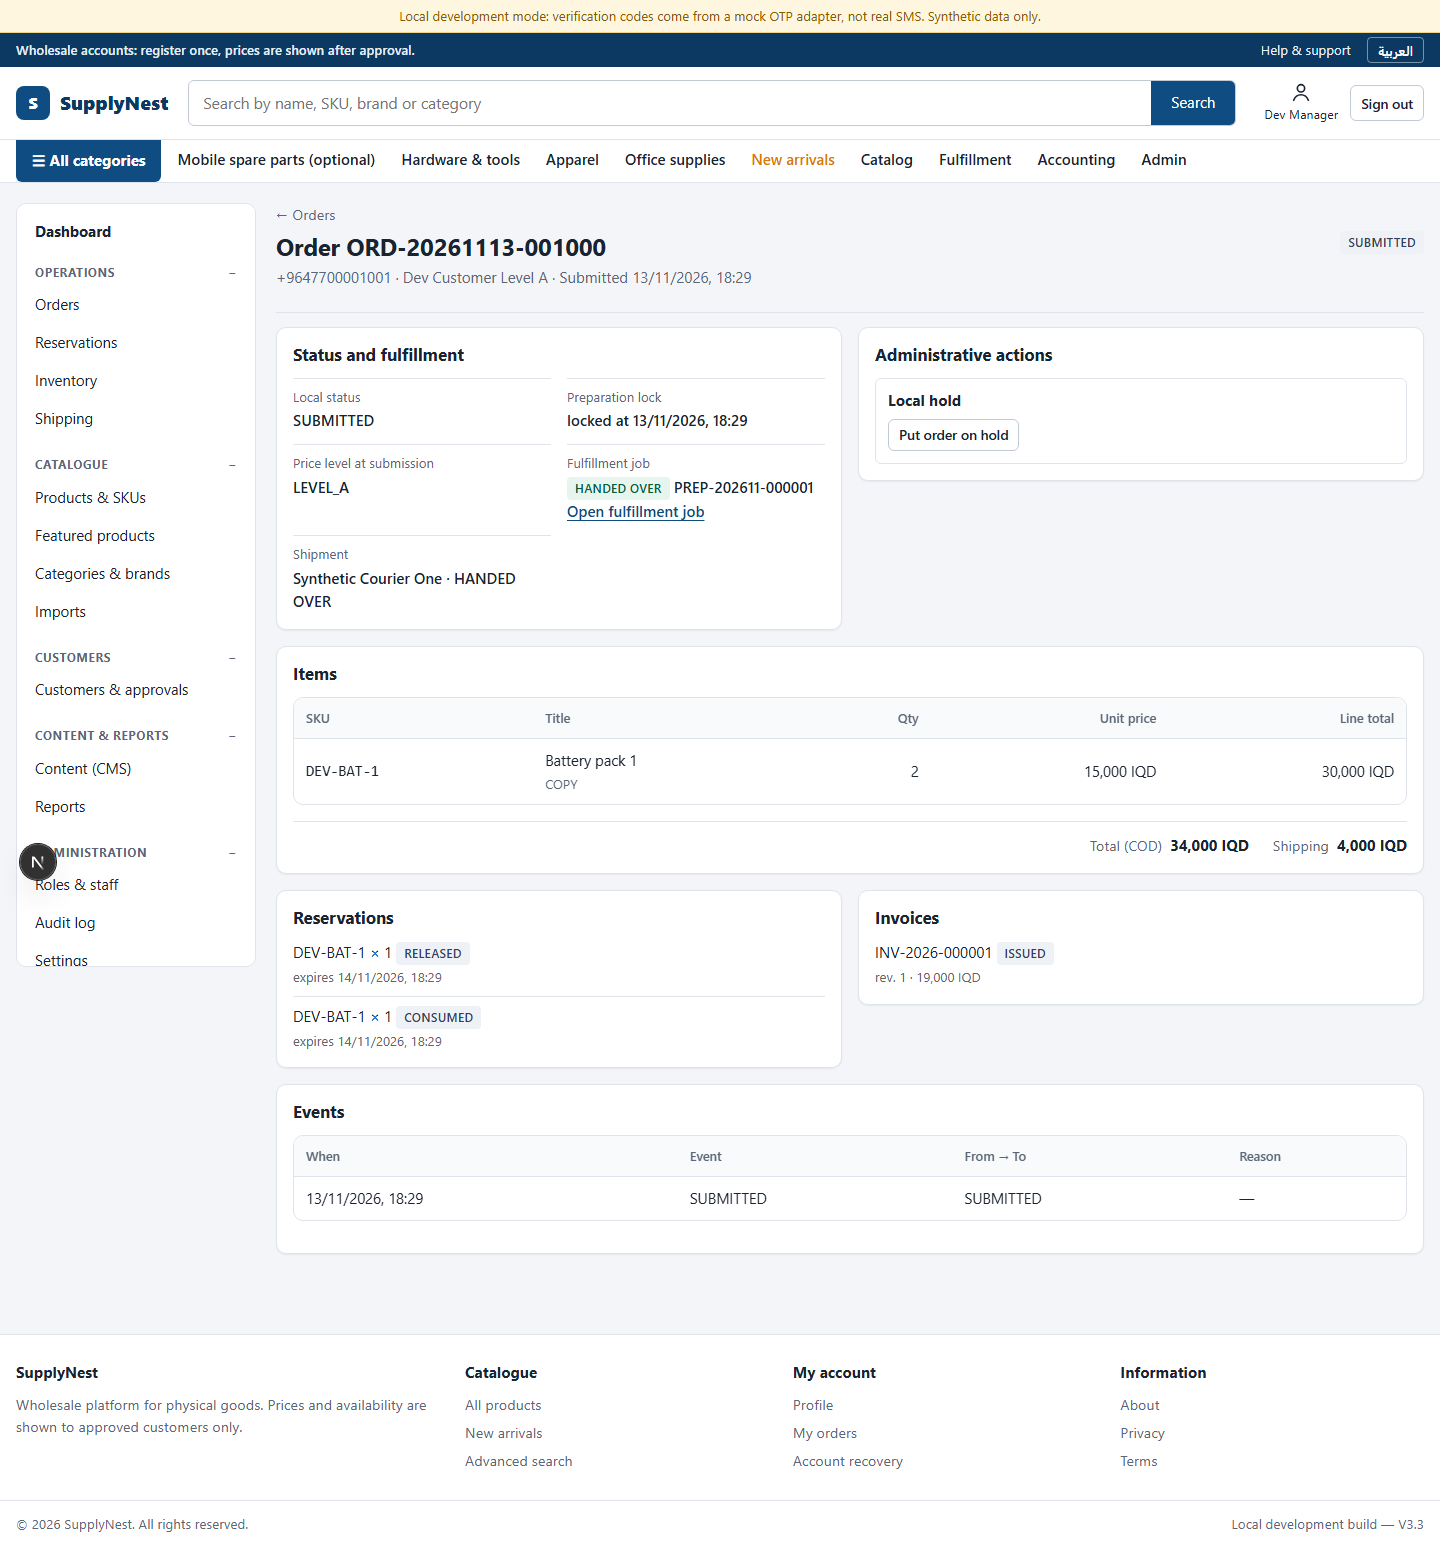 Local development mode: verification codes come from a mock OTP adapter, not real SMS. Synthetic data only.
Wholesale accounts: register once, prices are shown after approval.
Help & support
العربية
S SupplyNest
Search by name, SKU, brand or category
Search
Dev Manager
Sign out
☰ All categories
Mobile spare parts (optional)
Hardware & tools
Apparel
Office supplies
New arrivals
Catalog
Fulfillment
Accounting
Admin
Dashboard
OPERATIONS –
Orders
Reservations
Inventory
Shipping
CATALOGUE –
Products & SKUs
Featured products
Categories & brands
Imports
CUSTOMERS –
Customers & approvals
CONTENT & REPORTS –
Content (CMS)
Reports
N
MINISTRATION –
Roles & staff
Audit log
Settings
← Orders
Order ORD-20261113-001000
SUBMITTED
+9647700001001 · Dev Customer Level A · Submitted 13/11/2026, 18:29
Status and fulfillment
Local status
SUBMITTED
Preparation lock
locked at 13/11/2026, 18:29
Price level at submission
LEVEL_A
Fulfillment job
HANDED OVER PREP-202611-000001
Open fulfillment job
Shipment
Synthetic Courier One · HANDED
OVER
Administrative actions
Local hold
Put order on hold
Items
SKU Title Qty Unit price Line total
DEV-BAT-1 Battery pack 1 2 15,000 IQD 30,000 IQD
COPY
Total (COD) 34,000 IQD Shipping 4,000 IQD
Reservations
DEV-BAT-1 × 1 RELEASED
expires 14/11/2026, 18:29
DEV-BAT-1 × 1 CONSUMED
expires 14/11/2026, 18:29
Invoices
INV-2026-000001 ISSUED
rev. 1 · 19,000 IQD
Events
When Event From → To Reason
13/11/2026, 18:29 SUBMITTED SUBMITTED —
SupplyNest
Wholesale platform for physical goods. Prices and availability are
shown to approved customers only.
Catalogue
All products
New arrivals
Advanced search
My account
Profile
My orders
Account recovery
Information
About
Privacy
Terms
© 2026 SupplyNest. All rights reserved.
Local development build — V3.3